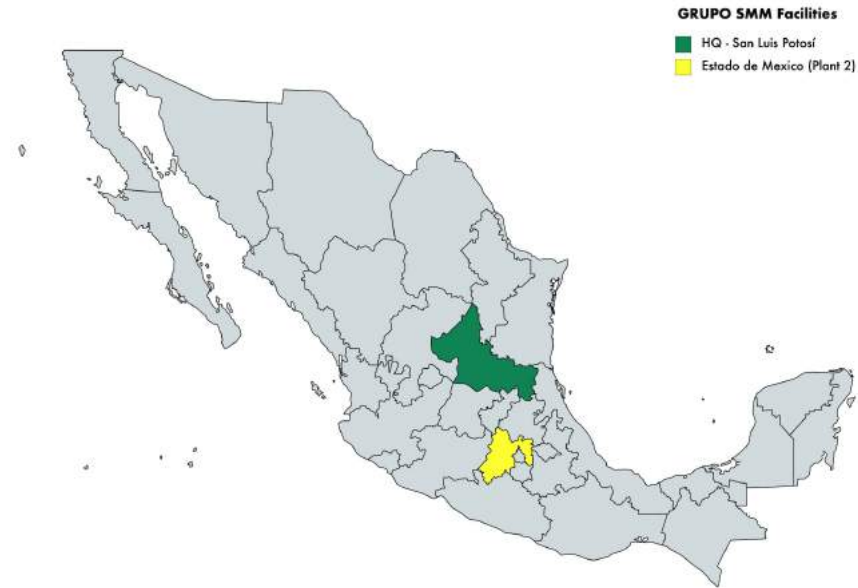 GRUPO SMM Facilities
HQ - San Luis Potosí
Estado de Mexico (Plant 2)